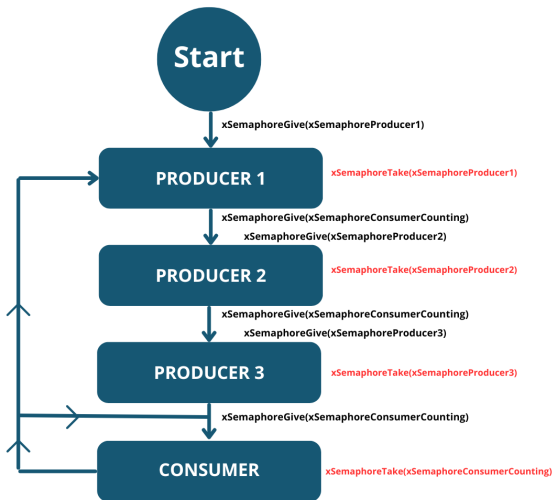 Start
xSemaphoreGive(xSemaphoreProducer1)
PRODUCER 1
xSemaphoreTake(xSemaphoreProducer1)
xSemaphoreGive(xSemaphoreConsumerCounting)
xSemaphoreGive(xSemaphoreProducer2)
PRODUCER 2
xSemaphoreTake(xSemaphoreProducer2)
xSemaphoreGive(xSemaphoreConsumerCounting)
xSemaphoreGive(xSemaphoreProducer3)
PRODUCER 3
xSemaphoreTake(xSemaphoreProducer3)
xSemaphoreGive(xSemaphoreConsumerCounting)
CONSUMER
xSemaphoreTake(xSemaphoreConsumerCounting)